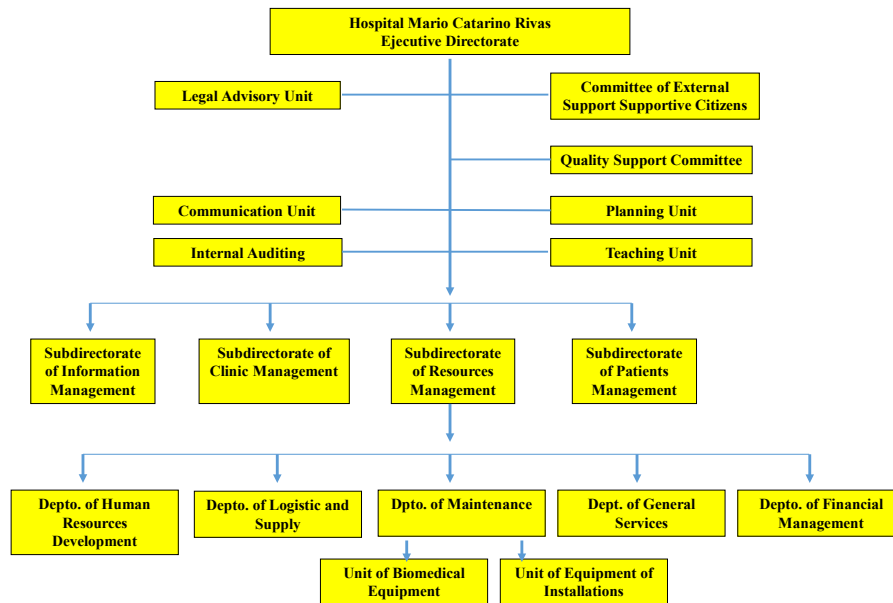 Hospital Mario Catarino Rivas
Ejecutive Directorate
Legal Advisory Unit
Committee of External
Support Supportive Citizens
Quality Support Committee
Communication Unit
Planning Unit
Internal Auditing
Teaching Unit
Subdirectorate
of Information
Management
Subdirectorate of
Clinic Management
Subdirectorate
of Resources
Management
Subdirectorate
of Patients
Management
Depto. of Human
Resources
Development
Depto. of Logistic and
Supply
Dpto. of Maintenance
Dept. of General
Services
Depto. of Financial
Management
Unit of Biomedical
Equipment
Unit of Equipment of
Installations